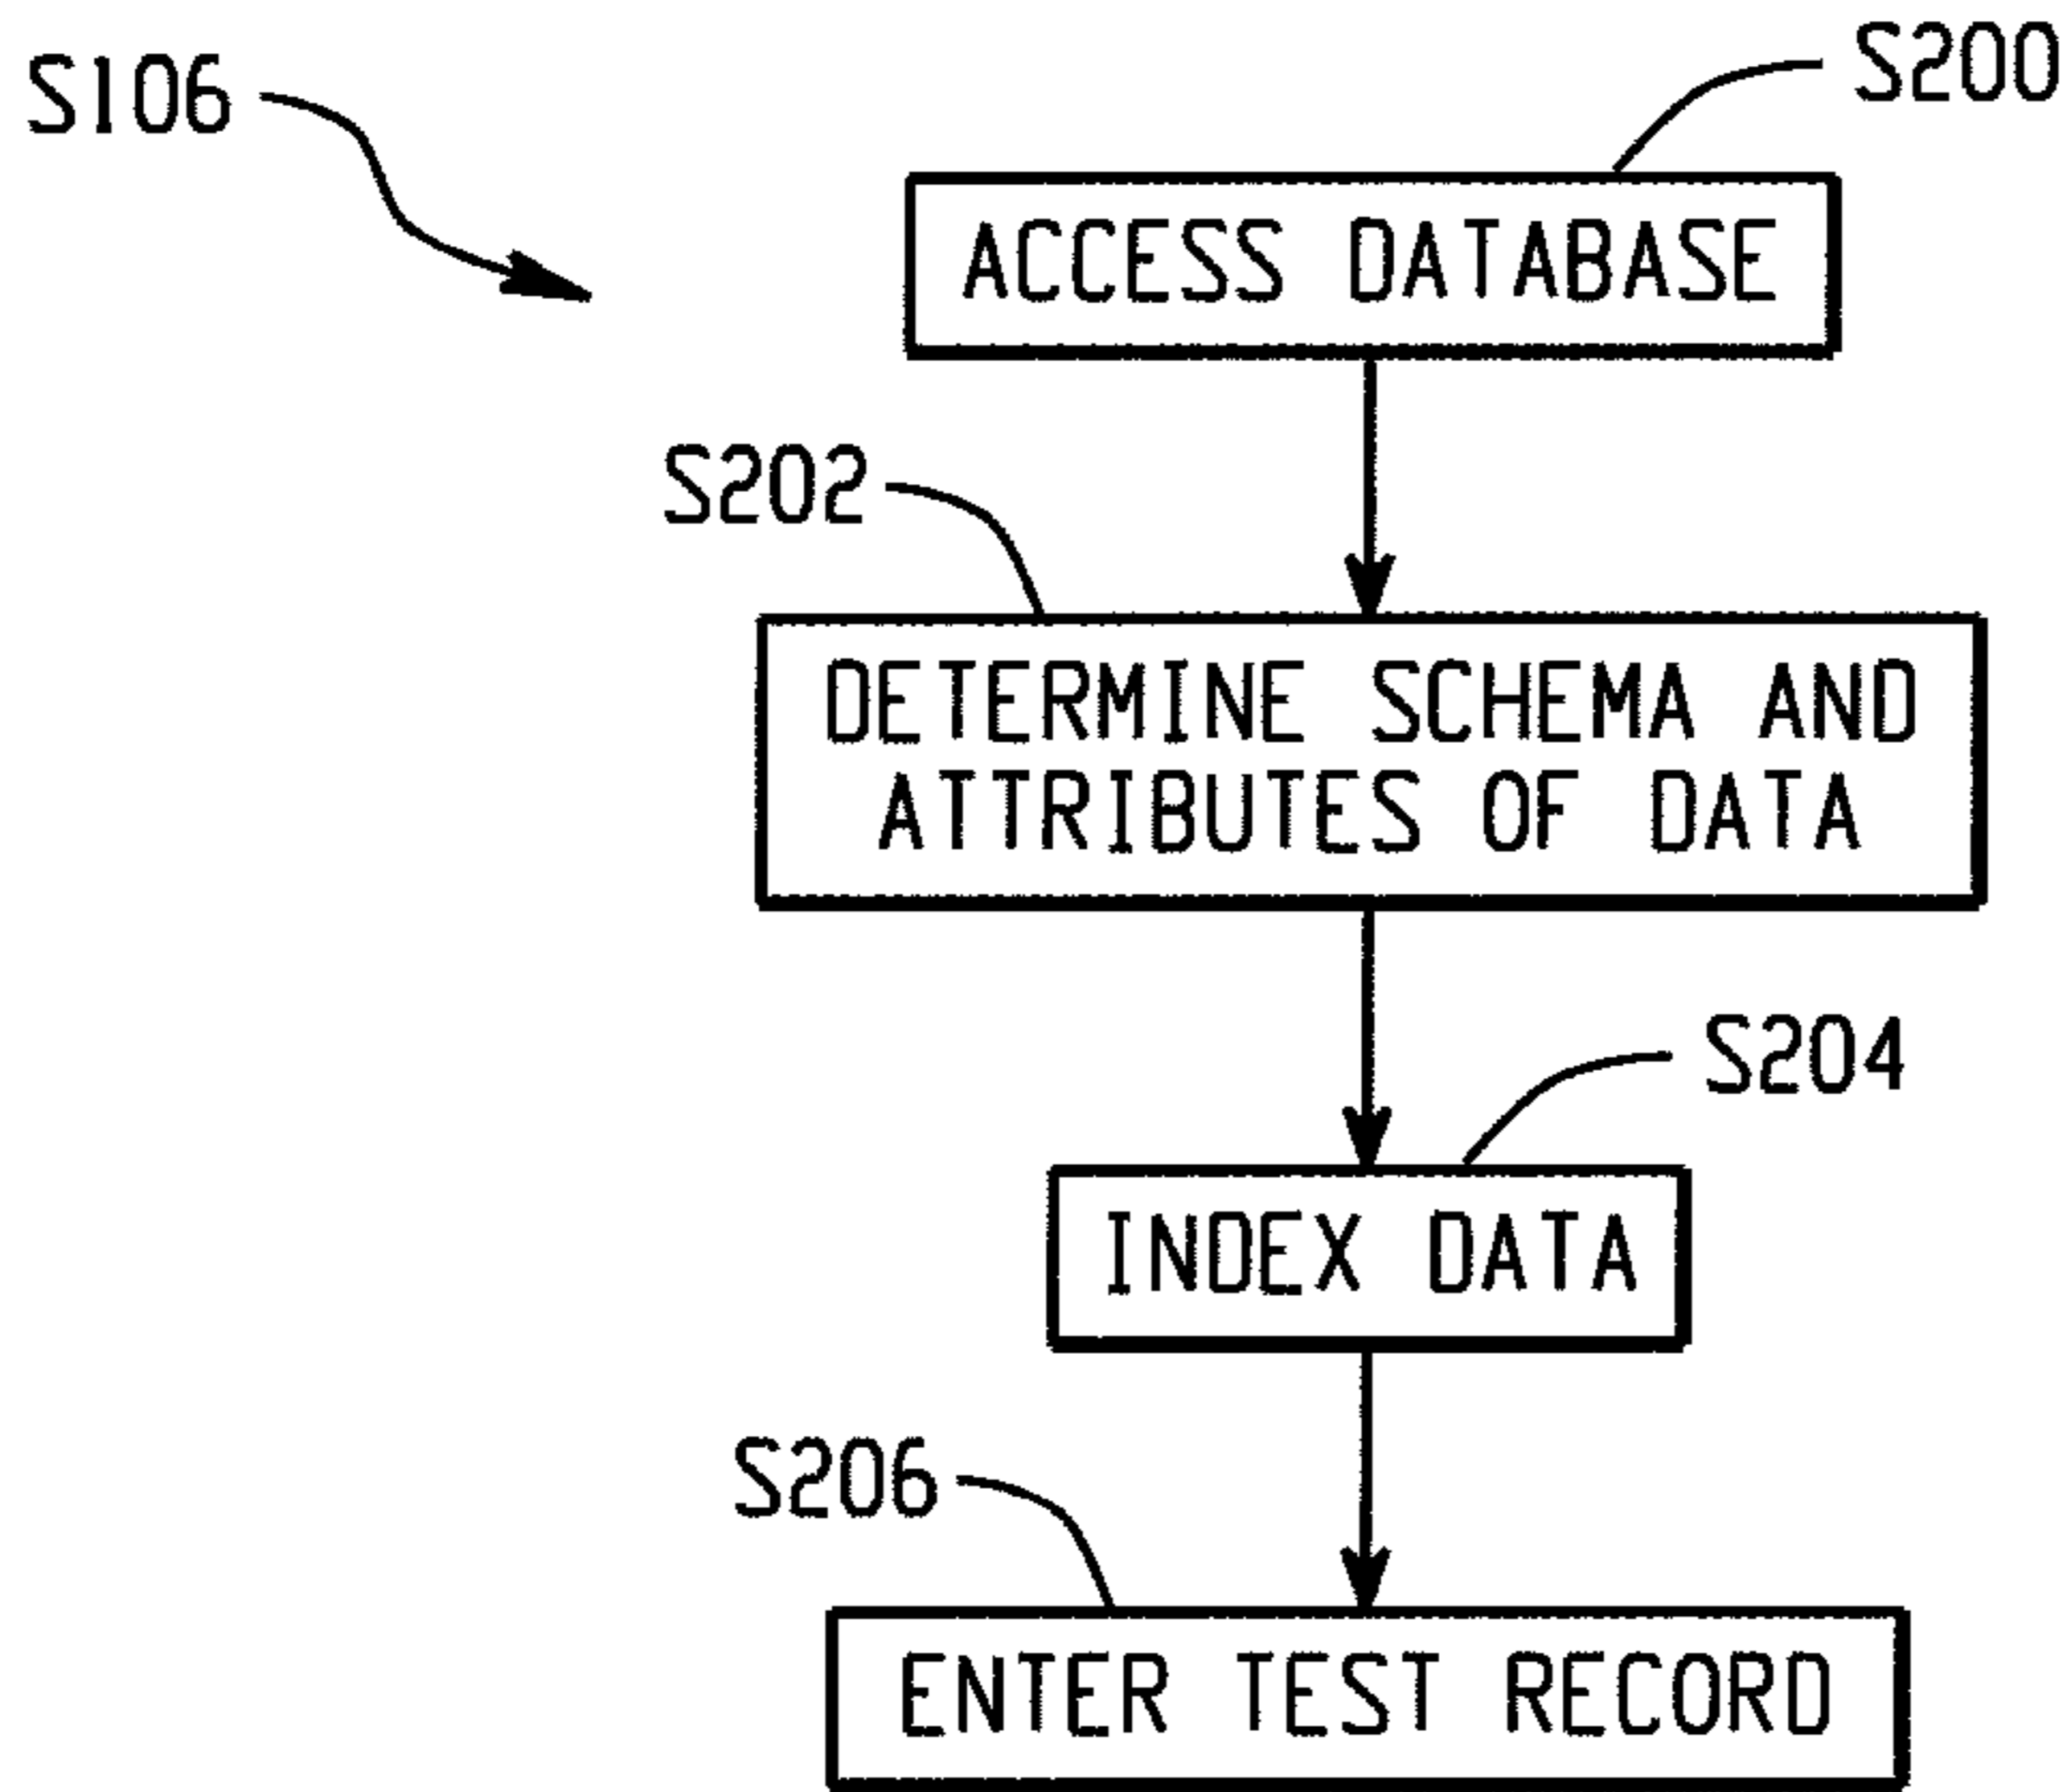 S106
S200
ACCESS DATABASE
S202
DETERMINE SCHEMA AND
ATTRIBUTES OF DATA
S204
INDEX DATA
S206
ENTER TEST RECORD